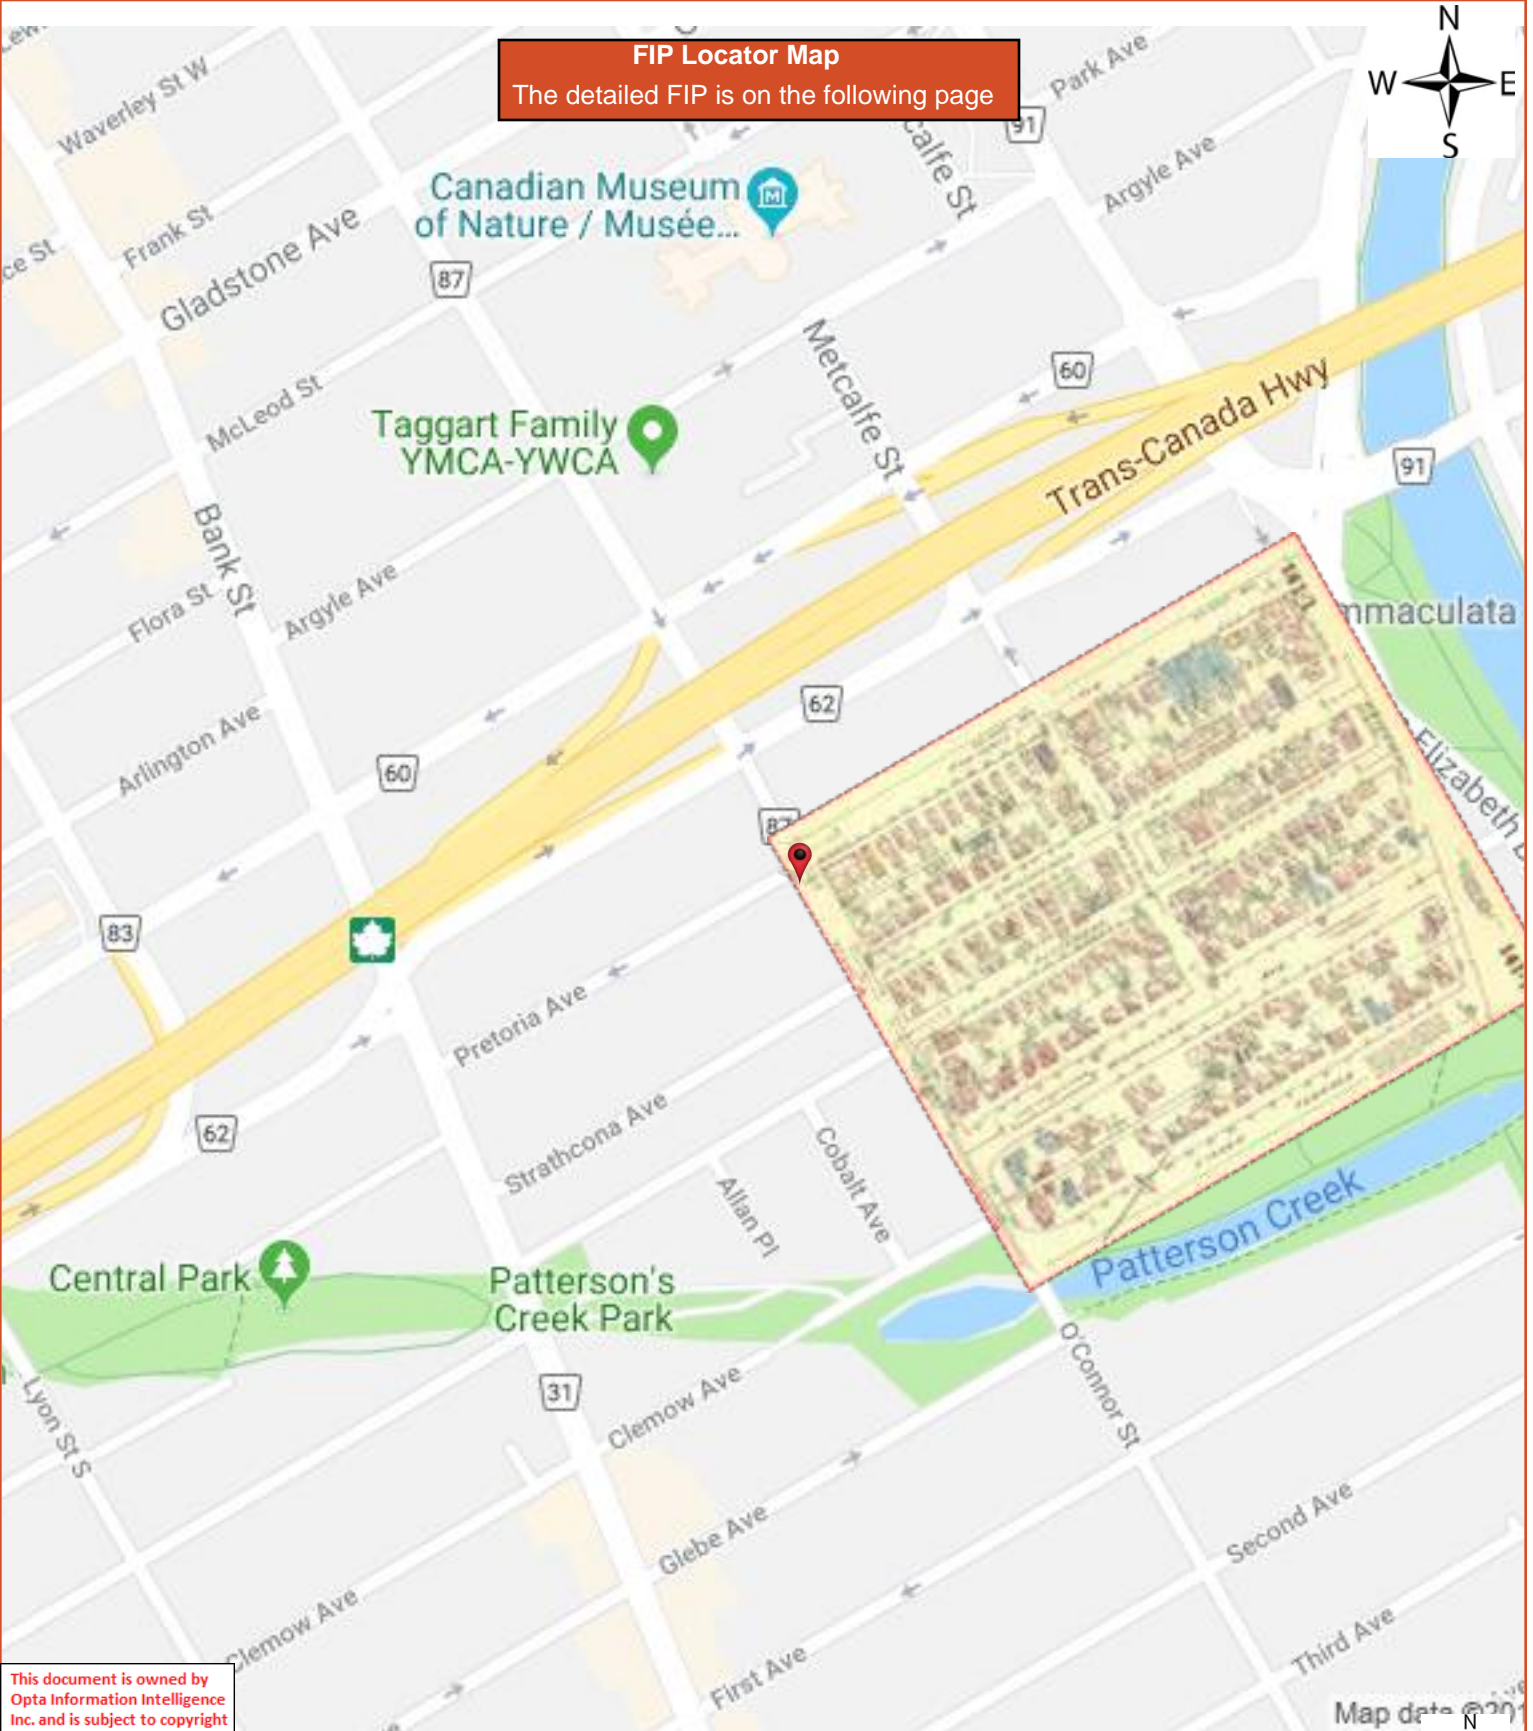 N
W E
S
FIP Locator Map
The detailed FIP is on the following page
Park Ave
91
Waverley St W
Argyle Ave
Canadian Museum
of Nature / Musée...
Frank St
Gladstone Ave
87
Metcalfe St
60
McLeod St
Taggart Family
YMCA-YWCA
Trans-Canada Hwy
91
Bank St
Flora St
Argyle Ave
62
Arlington Ave
60
83
Pretoria Ave
62
Strathcona Ave
Cobalt Ave
Allan Pl
Central Park
Patterson's
Creek Park
Patterson Creek
31
O'Connor St
Lyon St S
Clemow Ave
Glebe Ave
Second Ave
Clemow Ave
First Ave
Third Ave
This document is owned by
Opta Information Intelligence
Inc. and is subject to copyright
Map data
N